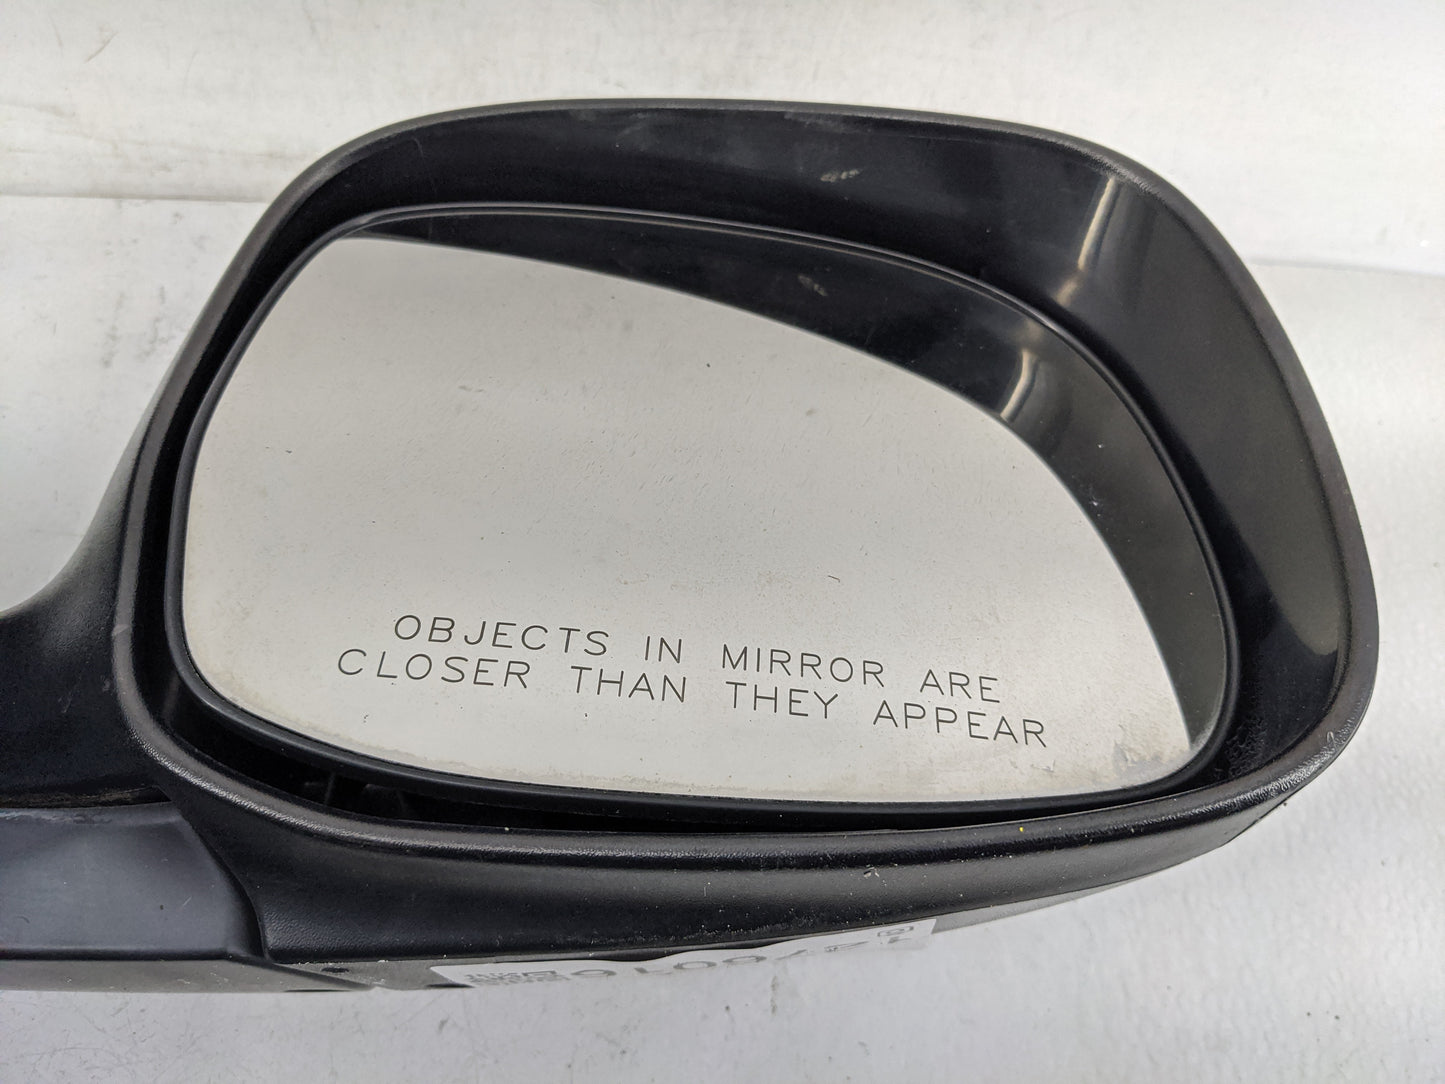 OBJECTS IN MIRROR ARE
CLOSER THAN THEY APPEAR